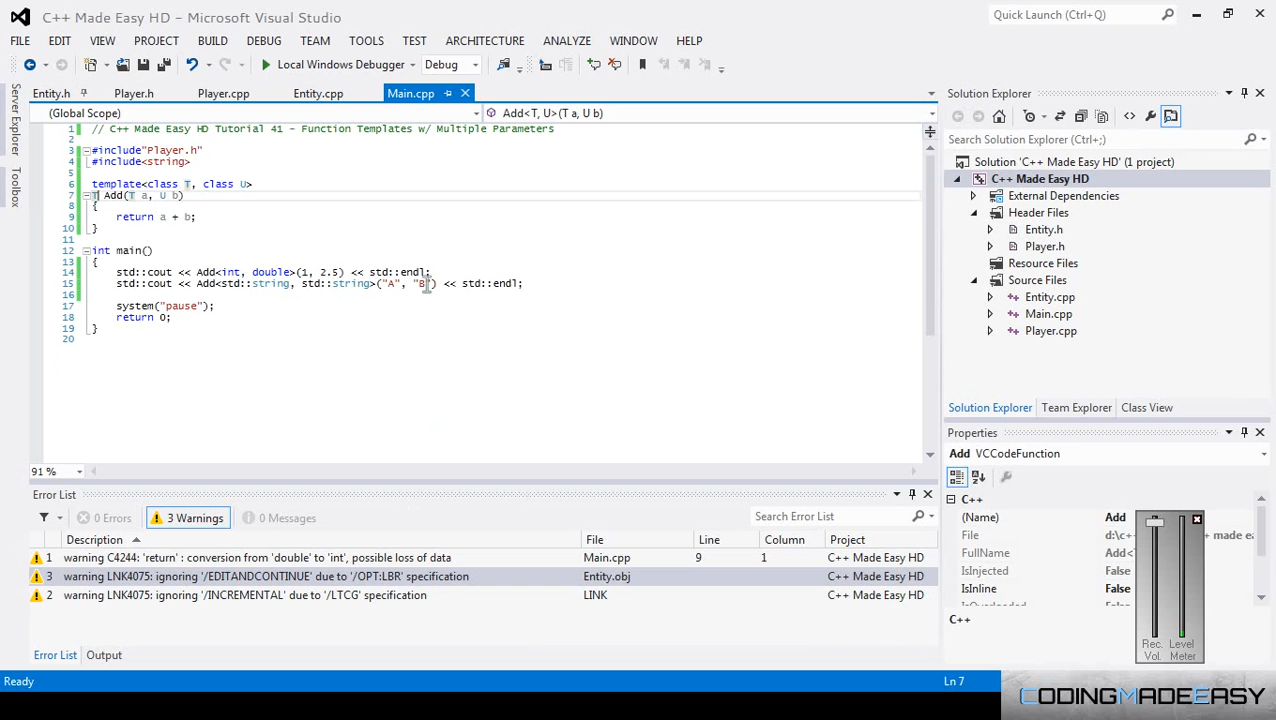 C++ Made Easy HD - Microsoft Visual Studio
Quick Launch (Ctrl+Q)
FILE EDIT VIEW PROJECT BUILD DEBUG TEAM TOOLS TEST ARCHITECTURE ANALYZE WINDOW HELP
Local Windows Debugger Debug
Server Explorer
Toolbox
Entity.h Player.h Player.cpp Entity.cpp Main.cpp
(Global Scope) Add<T, U>(T a, U b)
1 // C++ Made Easy HD Tutorial 41 - Function Templates w/ Multiple Parameters
2
3 #include"Player.h"
4 #include<string>
5
6 template<class T, class U>
7 T Add(T a, U b)
8 {
9 return a + b;
10 }
11
12 int main()
13 {
14 std::cout << Add<int, double>(1, 2.5) << std::endl;
15 std::cout << Add<std::string, std::string>("A", "B") << std::endl;
16
17 system("pause");
18 return 0;
19 }
20
91 %
Solution Explorer
Search Solution Explorer (Ctrl+;)
Solution 'C++ Made Easy HD' (1 project)
C++ Made Easy HD
External Dependencies
Header Files
Entity.h
Player.h
Resource Files
Source Files
Entity.cpp
Main.cpp
Player.cpp
Solution Explorer Team Explorer Class View
Properties
Add VCCodeFunction
C++
(Name) Add
File d:\c+
FullName Add<
IsInjected False
IsInline False
C++
Rec. Vol. Level Meter
Error List
0 Errors 3 Warnings 0 Messages Search Error List
Description File Line Column Project
1 warning C4244: 'return' : conversion from 'double' to 'int', possible loss of data Main.cpp 9 1 C++ Made Easy HD
3 warning LNK4075: ignoring '/EDITANDCONTINUE' due to '/OPT:LBR' specification Entity.obj C++ Made Easy HD
2 warning LNK4075: ignoring '/INCREMENTAL' due to '/LTCG' specification LINK C++ Made Easy HD
Error List Output
Ready Ln 7
CODINGMADEEASY